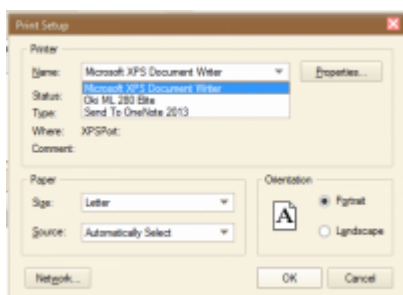 Print Setup
Printer
Name: Microsoft XPS Document Writer Properties...
Microsoft XPS Document Writer
Status: Oki ML 280 Elite
Type: Send To OneNote 2013
Where: XPSPort:
Comment:
Paper
Size: Letter
Source: Automatically Select
Orientation
A
Portrait
Landscape
Network...
OK
Cancel